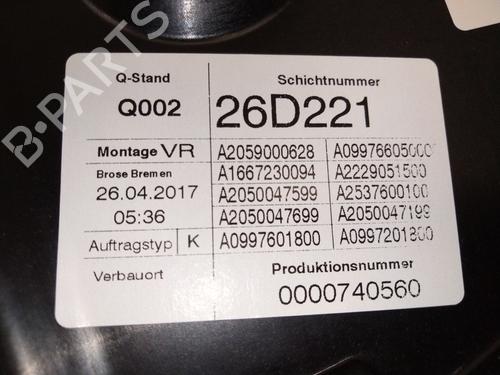 Q-Stand
Schichtnummer
Q002
26D221
Montage VR
A2059000628
Brose Bremen
A1667230094
A2229051500
26.04.2017
A2050047599
A2537600100
05:36
A2050047699
A2050047199
Auftragstyp K
A0997601800
A0997201800
Verbauort
Produktionsnummer
0000740560
B-PARTS